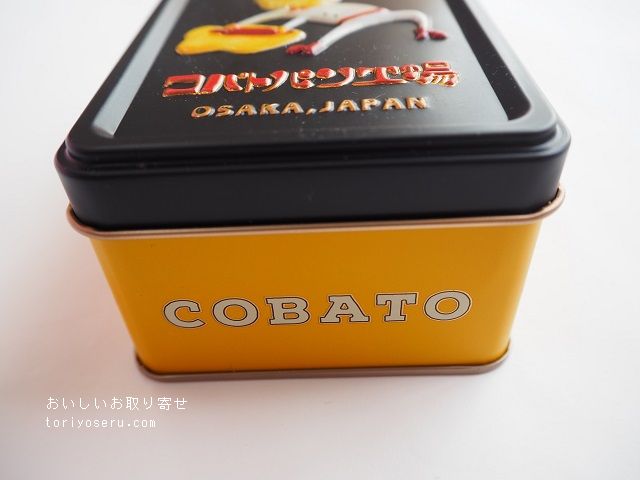 コバトパン工場
OSAKA, JAPAN
COBATO
おいしいお取り寄せ
toriyoseru.com